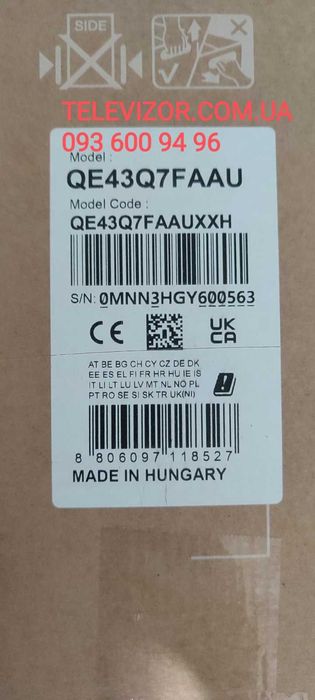 SIDE
TELEVIZOR.COM.UA
093 600 94 96
Model :
QE43Q7FAAU
Model Code :
QE43Q7FAAUXXH
S/N: 0MNN3HGY600563
CE UK CA
AT BE BG CH CY CZ DE DK
EE ES EL FI FR HR HU IE IS
IT LI LT LU LV MT NL NO PL
PT RO SE SI SK TR UK(NI)
8 806097 118527
MADE IN HUNGARY